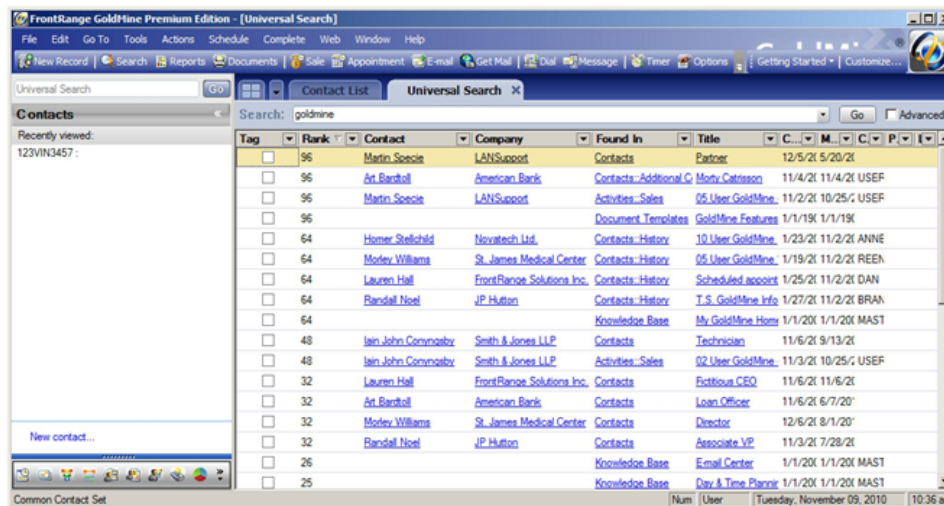 FrontRange GoldMine Premium Edition - [Universal Search]
File Edit Go To Tools Actions Schedule Complete Web Window Help
New Record | Search Reports Documents | Sale Appointment E-mail Get Mail | Dial Message | Timer Options Getting Started | Customize...
Universal Search Go Contact List Universal Search X
Contacts Search: goldmine Go Advanced
Recently viewed:
123VIN3457 :
Tag Rank Contact Company Found In Title C... M... C. P. I
96 Martin Specie LANSupport Contacts Partner 12/5/2( 5/20/2(
96 Art Bardtoll American Bank Contacts::Additional C Morty Catrisson 11/4/2( 11/4/2( USER
96 Martin Specie LANSupport Activities::Sales 05 User GoldMine 11/2/2( 10/25/2 USER
96 Document Templates GoldMine Features 1/1/19( 1/1/19(
64 Homer Stellchild Novatech Ltd. Contacts::History 10 User GoldMine 1/23/2( 11/2/2( ANNE
64 Morley Williams St. James Medical Center Contacts::History 05 User GoldMine 1/19/2( 11/2/2( REEN
64 Lauren Hall FrontRange Solutions Inc. Contacts::History Scheduled appoint 1/25/2( 11/2/2( DAN
64 Randall Noel JP Hutton Contacts::History T.S. GoldMine Info 1/27/2( 11/2/2( BRAN
64 Knowledge Base My GoldMine Home 1/1/20( 1/1/20( MAST
48 Iain John Conyngsby Smith & Jones LLP Contacts Technician 11/6/2( 9/13/2(
48 Iain John Conyngsby Smith & Jones LLP Activities::Sales 02 User GoldMine - 11/3/2( 10/25/2 USER
32 Lauren Hall FrontRange Solutions Inc. Contacts Fictitious CEO 11/6/2( 11/6/2(
32 Art Bardtoll American Bank Contacts Loan Officer 11/6/2( 6/7/20
32 Morley Williams St. James Medical Center Contacts Director 12/6/2( 8/1/20
32 Randall Noel JP Hutton Contacts Associate VP 11/3/2( 7/28/2(
New contact...
26 Knowledge Base E-mail Center 1/1/20( 1/1/20( MAST
25 Knowledge Base Day & Time Plannir 1/1/20( 1/1/20( MAST
Common Contact Set Num User Tuesday, November 09, 2010 10:36 a